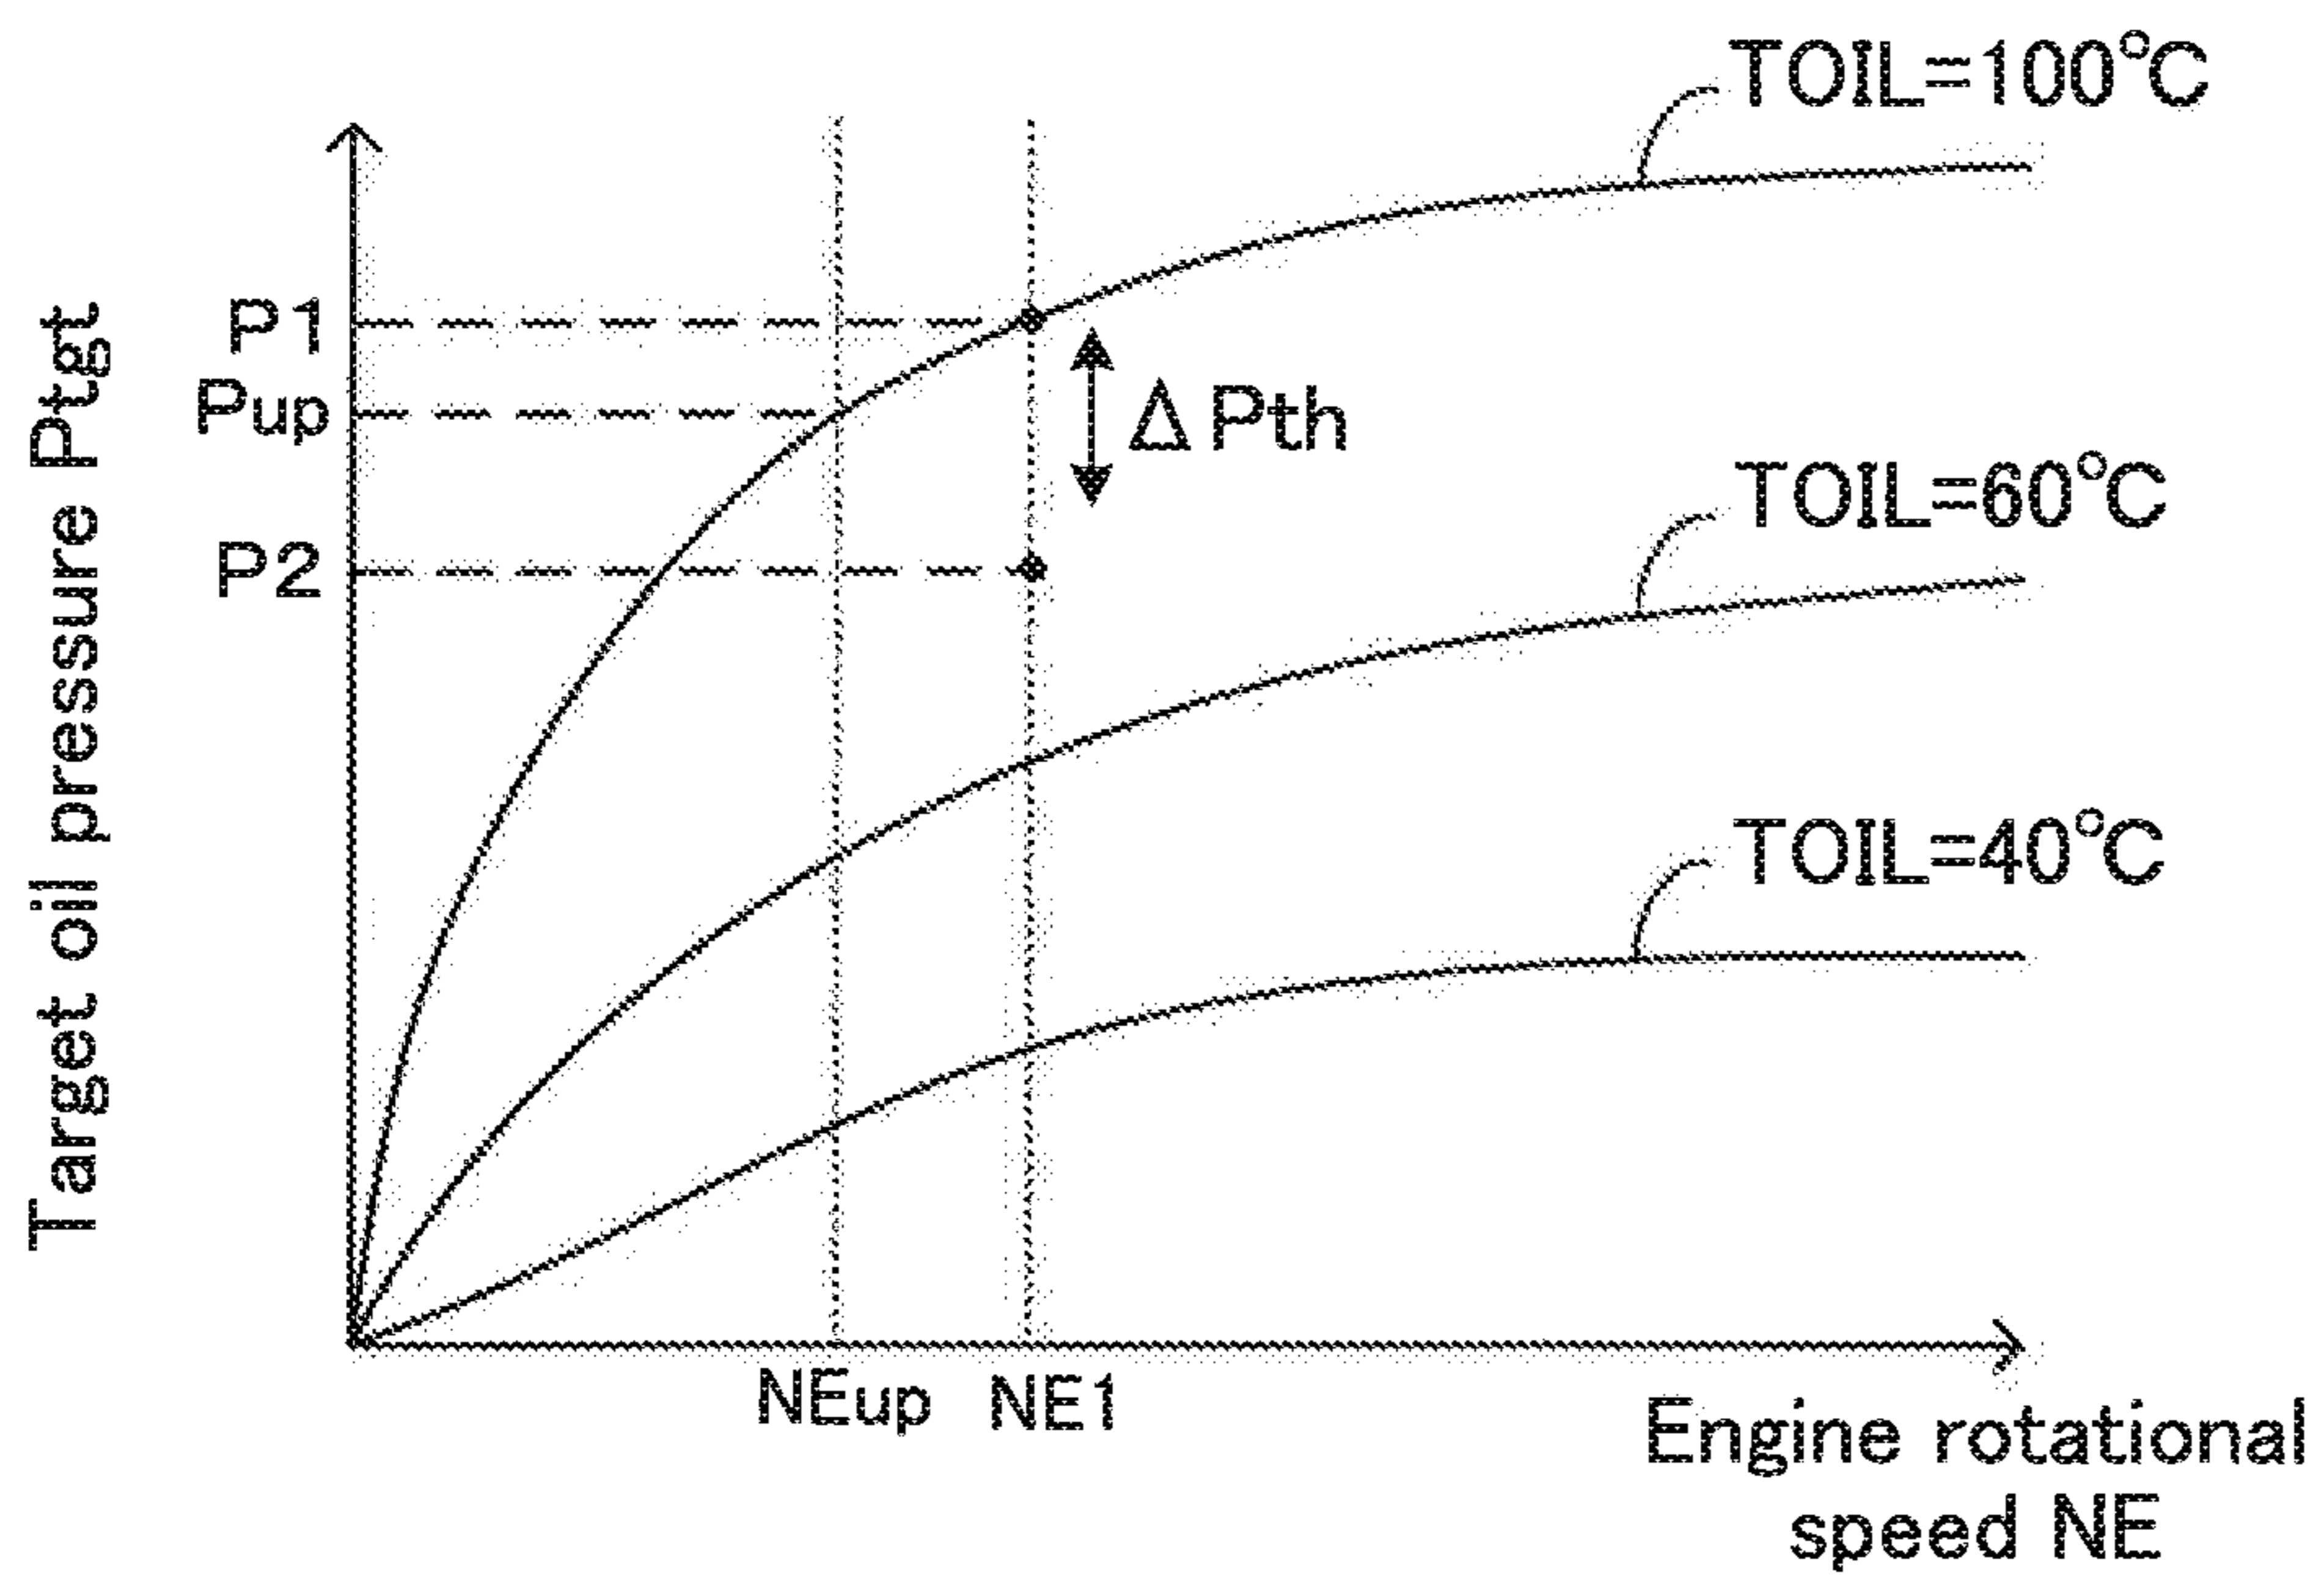 TOIL=100°C
P1
Pup
ΔPth
TOIL=60°C
P2
TOIL=40°C
Target oil pressure Ptgt
NEup
NE1
Engine rotational
speed NE